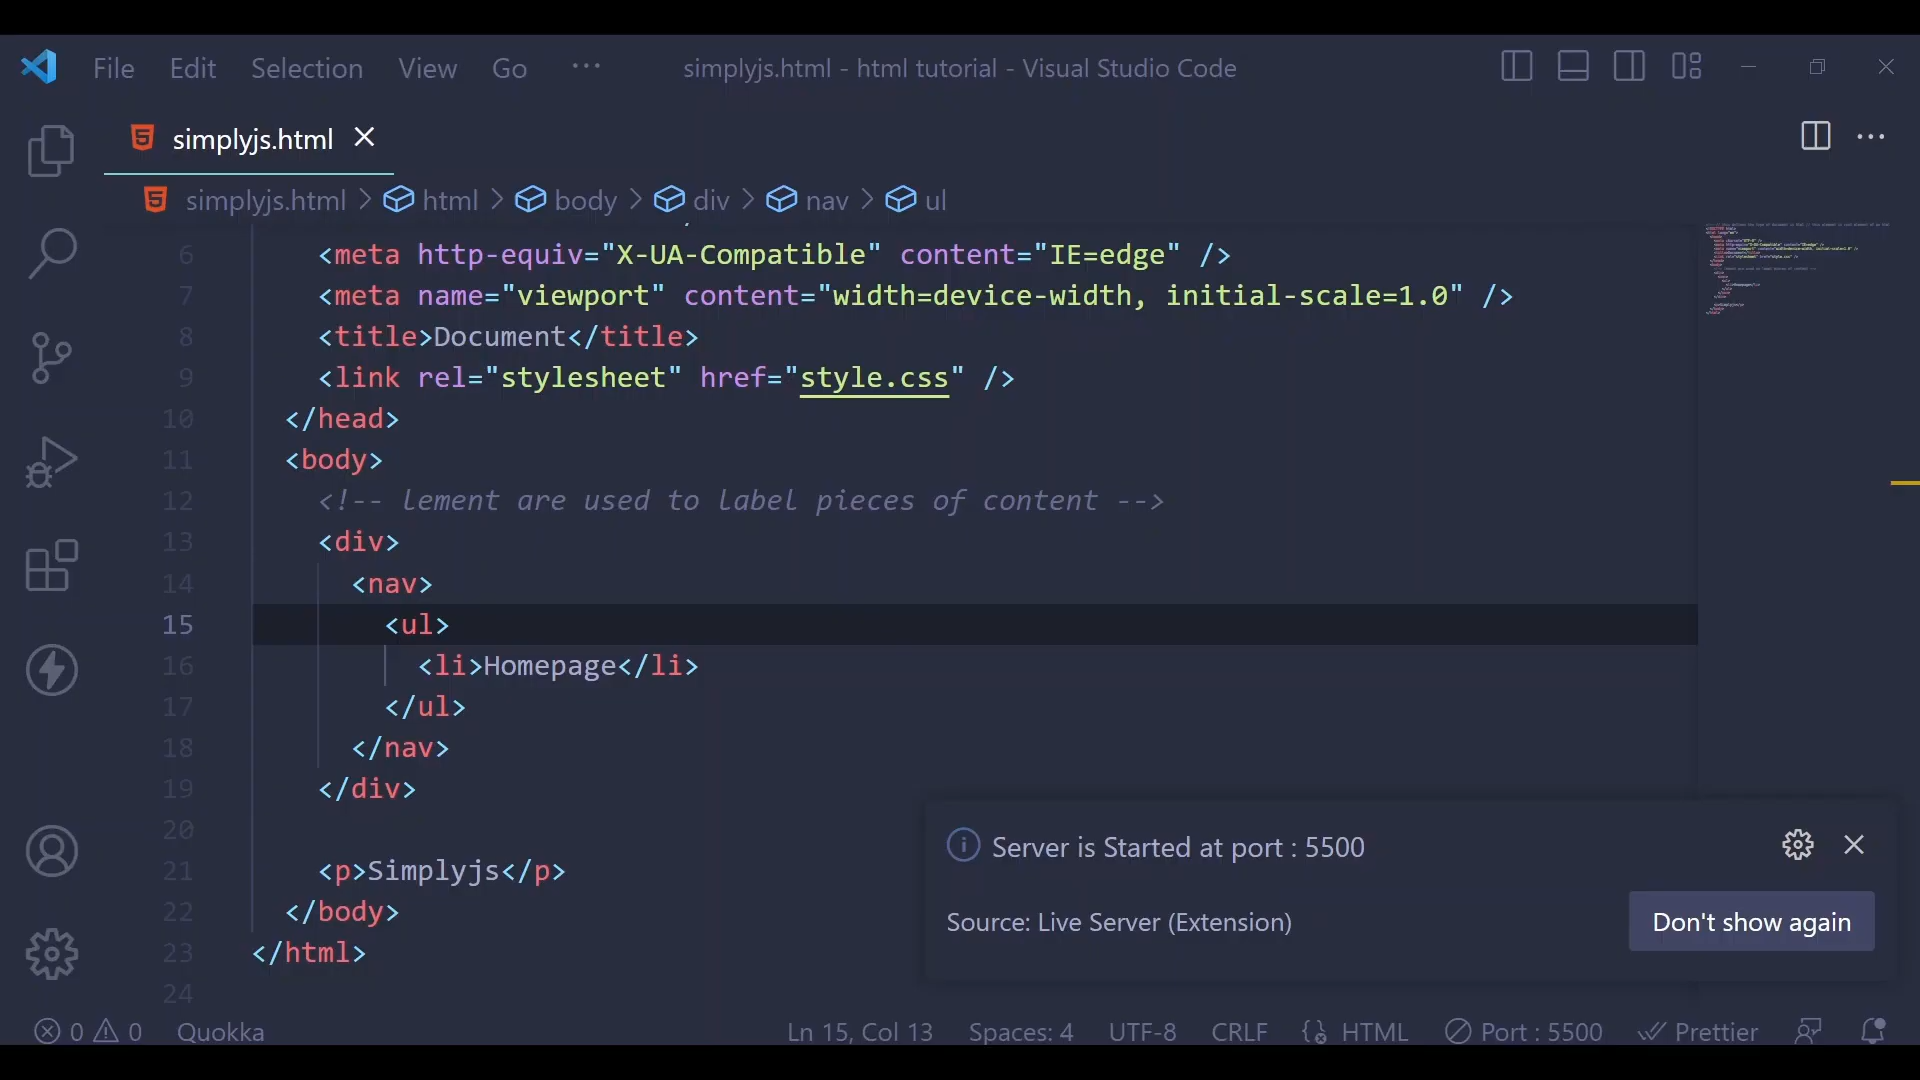 File Edit Selection View Go ··· simplyjs.html - html tutorial - Visual Studio Code
simplyjs.html
simplyjs.html > html > body > div > nav > ul
6 <meta http-equiv="X-UA-Compatible" content="IE=edge" />
7 <meta name="viewport" content="width=device-width, initial-scale=1.0" />
8 <title>Document</title>
9 <link rel="stylesheet" href="style.css" />
10 </head>
11 <body>
12 <!-- lement are used to label pieces of content -->
13 <div>
14 <nav>
15 <ul>
16 <li>Homepage</li>
17 </ul>
18 </nav>
19 </div>
20
21 <p>Simplyjs</p>
22 </body>
23 </html>
24
Server is Started at port : 5500
Source: Live Server (Extension)
Don't show again
0 0 Quokka Ln 15, Col 13 Spaces: 4 UTF-8 CRLF HTML Port : 5500 Prettier